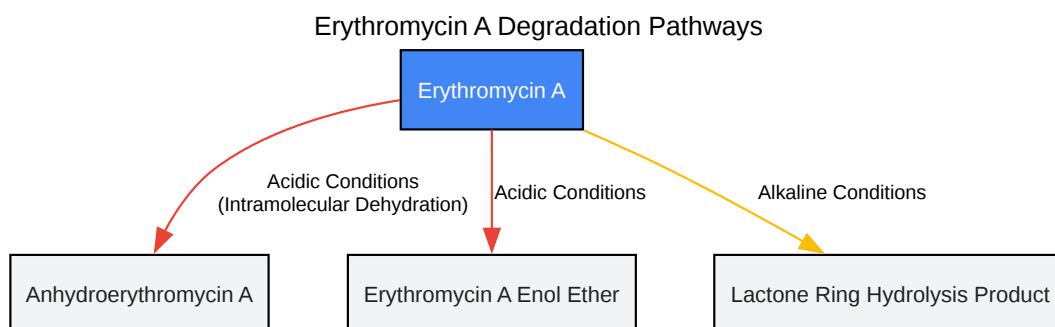 Erythromycin A Degradation Pathways
Erythromycin A
Acidic Conditions
(Intramolecular Dehydration)
Acidic Conditions
Alkaline Conditions
Anhydroerythromycin A
Erythromycin A Enol Ether
Lactone Ring Hydrolysis Product